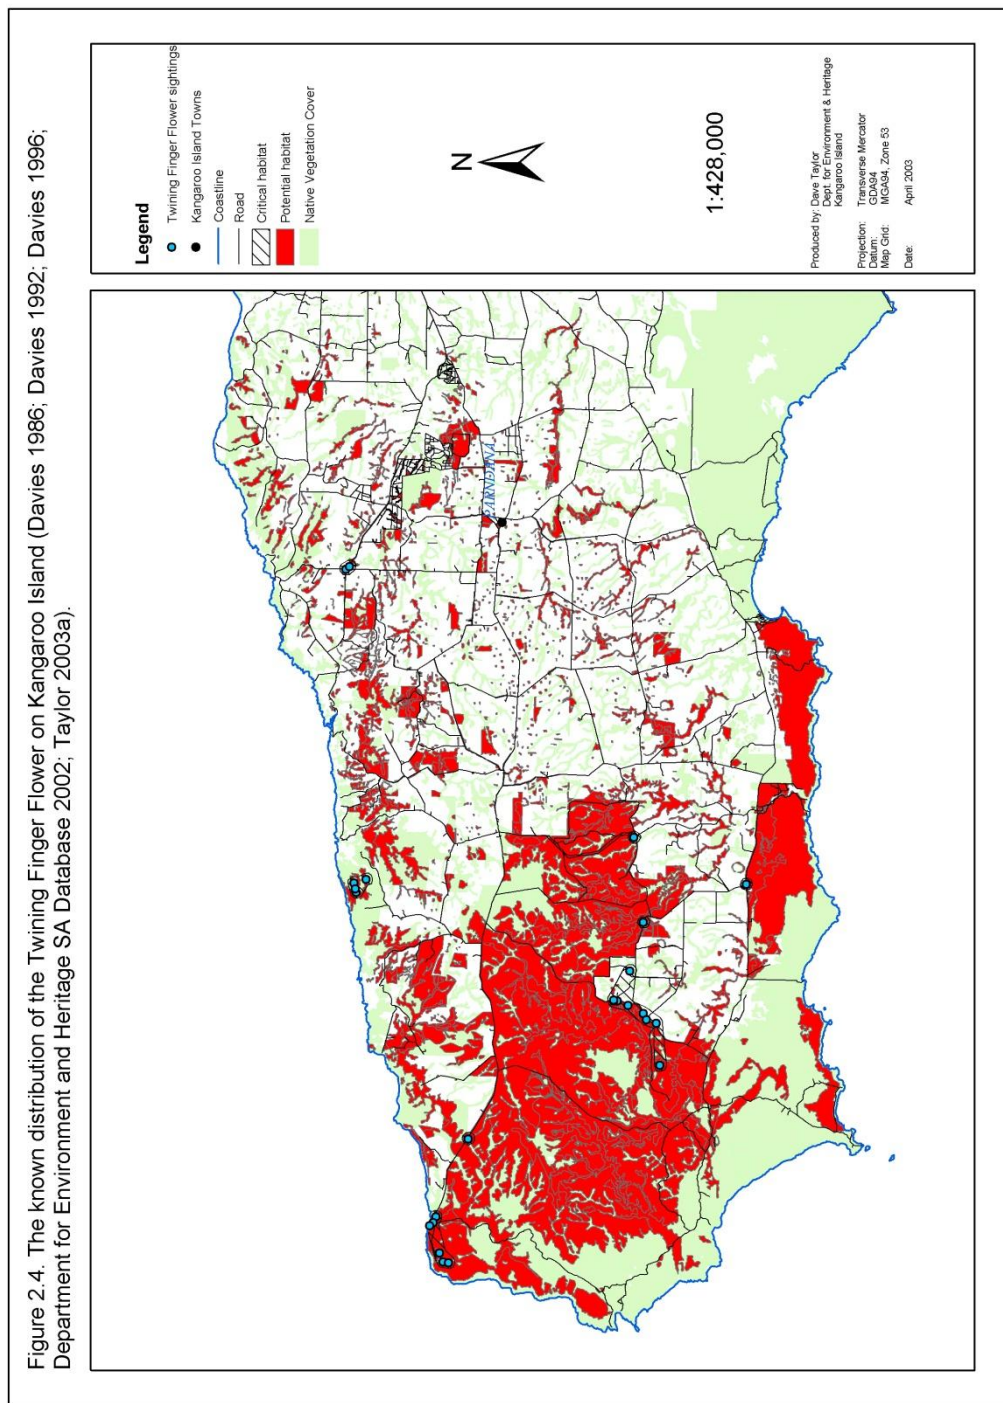 Figure 2.4. The known distribution of the Twining Finger Flower on Kangaroo Island (Davies 1986; Davies 1992; Davies 1996;
Department for Environment and Heritage SA Database 2002; Taylor 2003a).
PARNDANA
Legend
Twining Finger Flower sightings
Kangaroo Island Towns
Coastline
Road
Critical habitat
Potential habitat
Native Vegetation Cover
N
1:428,000
Produced by: Dave Taylor
Dept. for Environment & Heritage
Kangaroo Island
Projection: Transverse Mercator
Datum: GDA94
Map Grid: MGA94, Zone 53
Date: April 2003